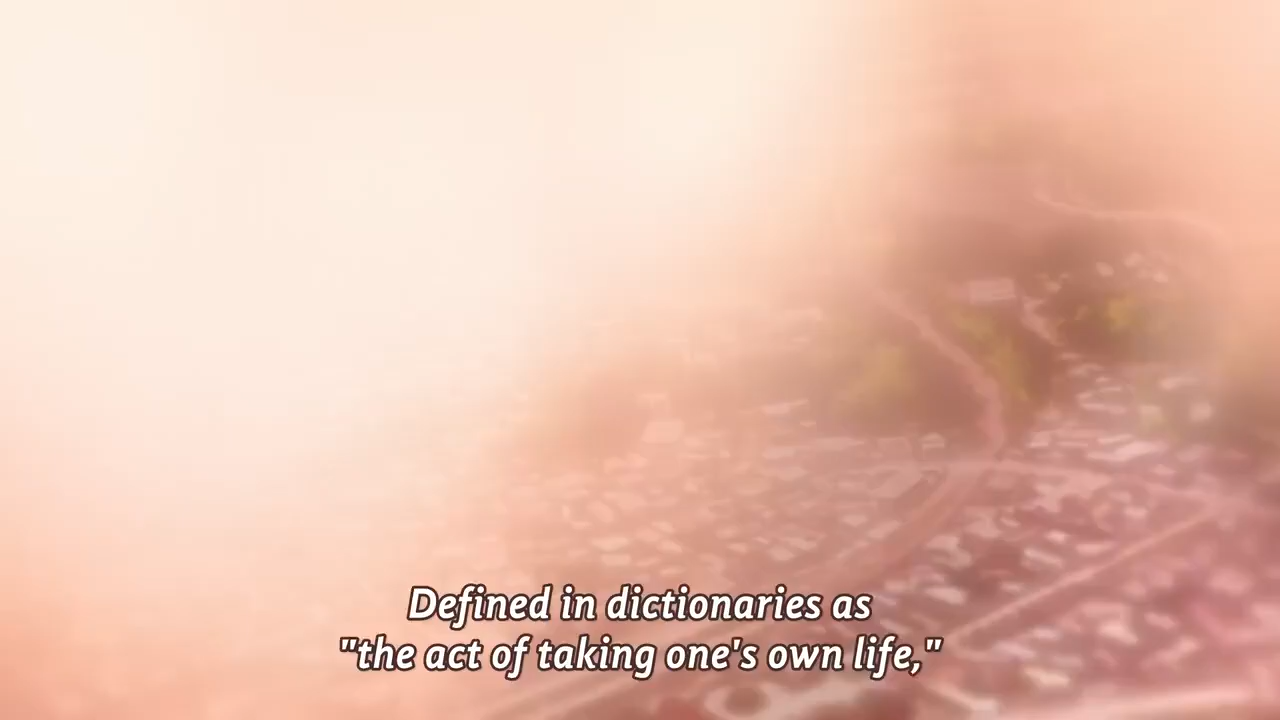 Defined in dictionaries as
"the act of taking one's own life,"